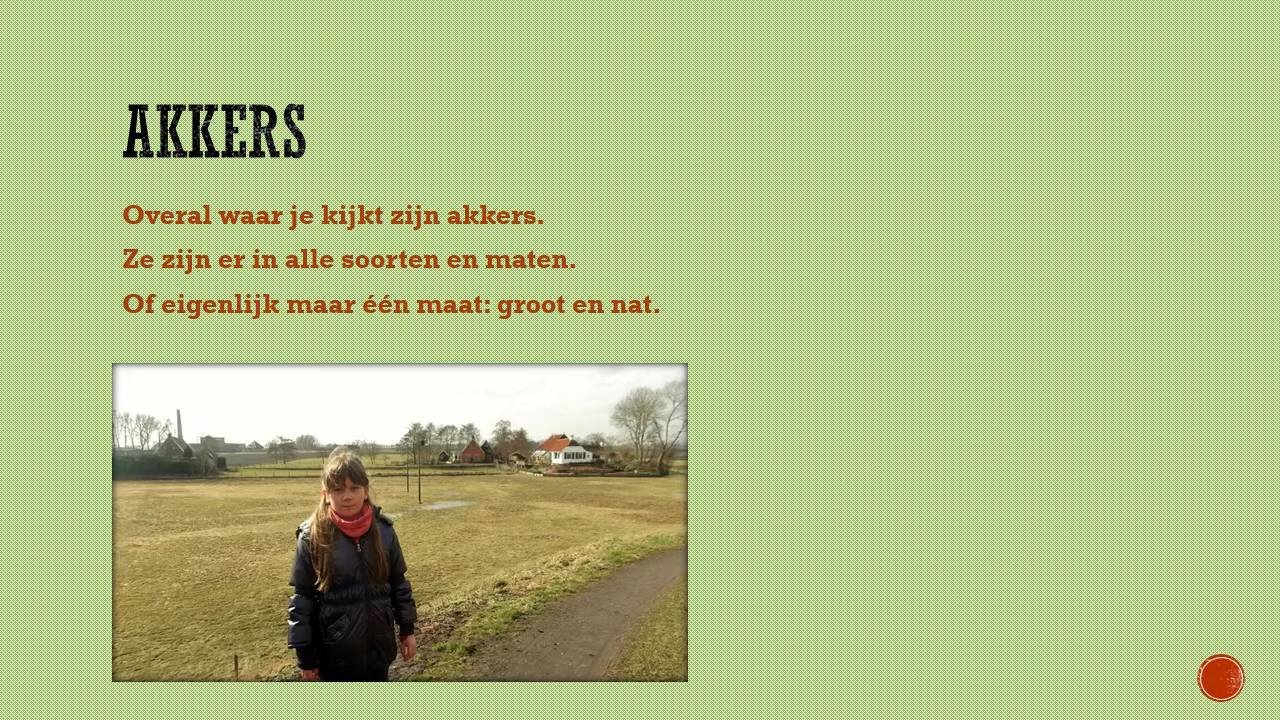 AKKERS
Overal waar je kijkt zijn akkers.
Ze zijn er in alle soorten en maten.
Of eigenlijk maar één maat: groot en nat.